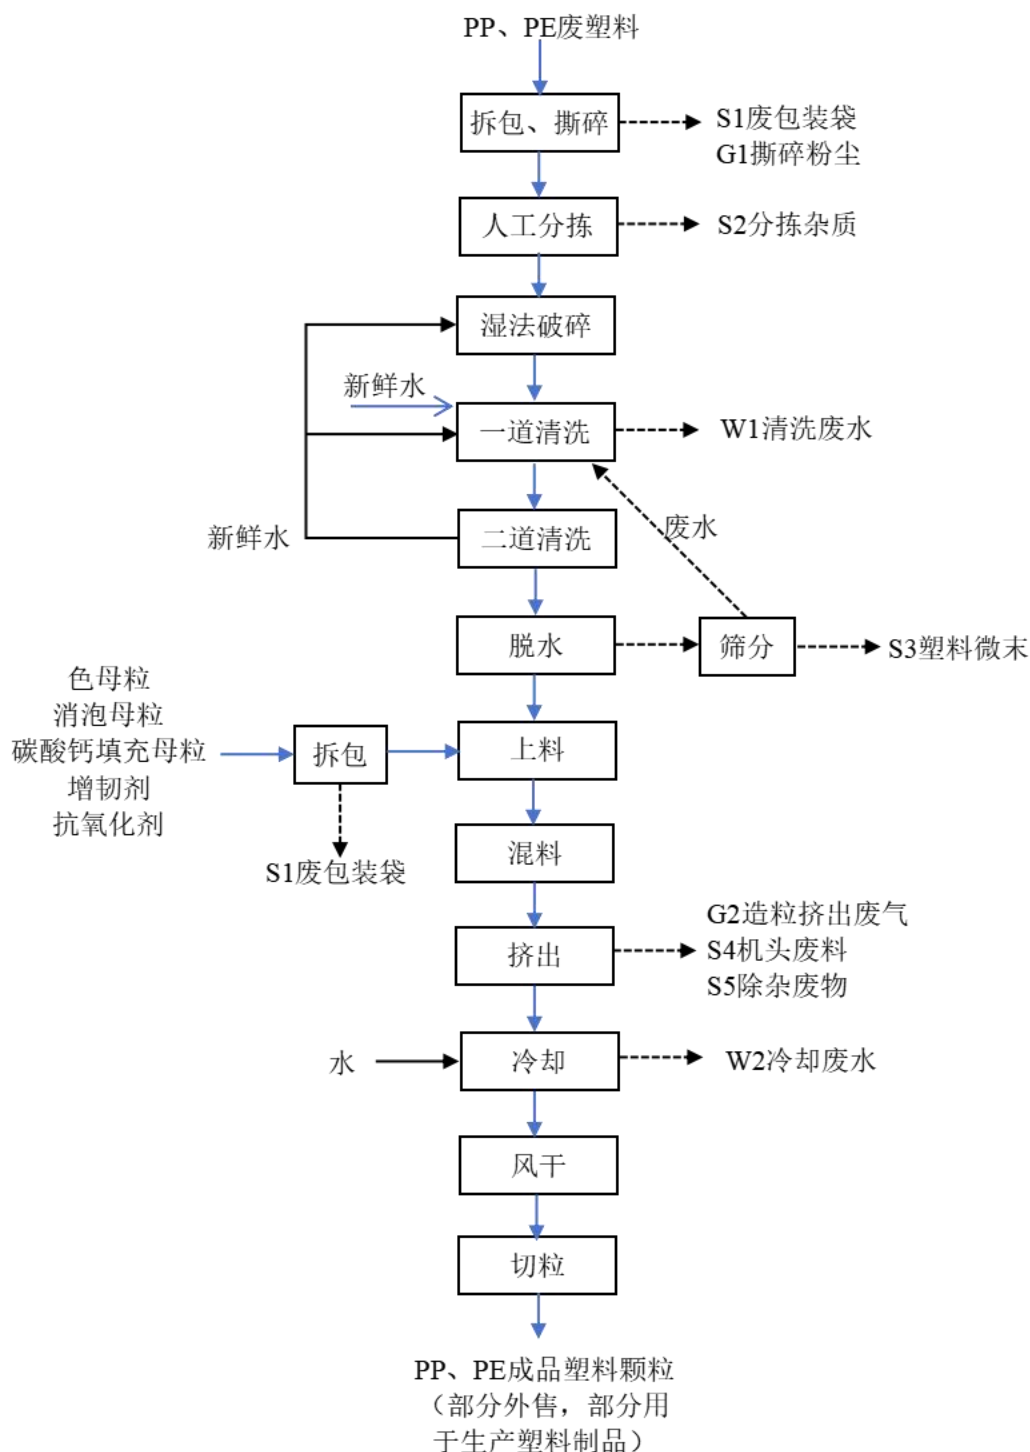 PP、PE废塑料
拆包、撕碎
S1废包装袋
G1撕碎粉尘
人工分拣
S2分拣杂质
湿法破碎
新鲜水
一道清洗
W1清洗废水
新鲜水
二道清洗
废水
脱水
筛分
S3塑料微末
色母粒
消泡母粒
碳酸钙填充母粒
增韧剂
抗氧化剂
拆包
上料
S1废包装袋
混料
挤出
G2造粒挤出废气
S4机头废料
S5除杂废物
水
冷却
W2冷却废水
风干
切粒
PP、PE成品塑料颗粒
（部分外售，部分用
于生产塑料制品）